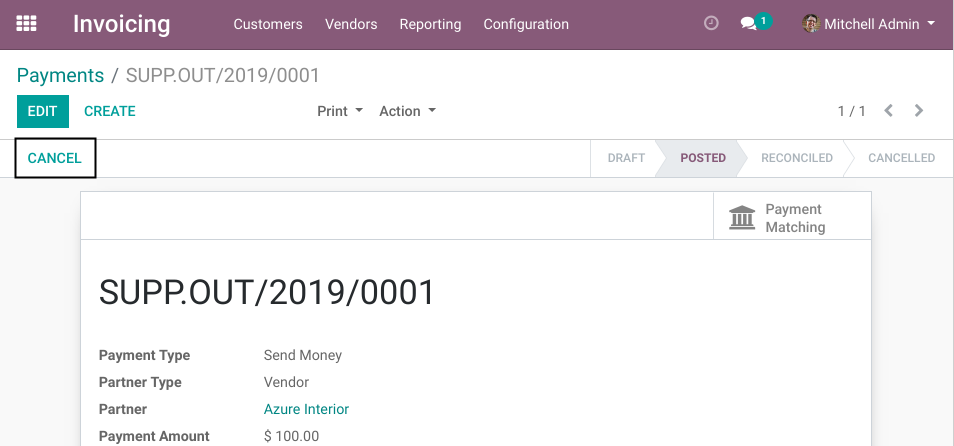 Invoicing Customers Vendors Reporting Configuration 1 Mitchell Admin
Payments / SUPP.OUT/2019/0001
EDIT CREATE Print Action 1 / 1
CANCEL DRAFT POSTED RECONCILED CANCELLED
Payment
Matching
SUPP.OUT/2019/0001
Payment Type Send Money
Partner Type Vendor
Partner Azure Interior
Payment Amount $ 100.00